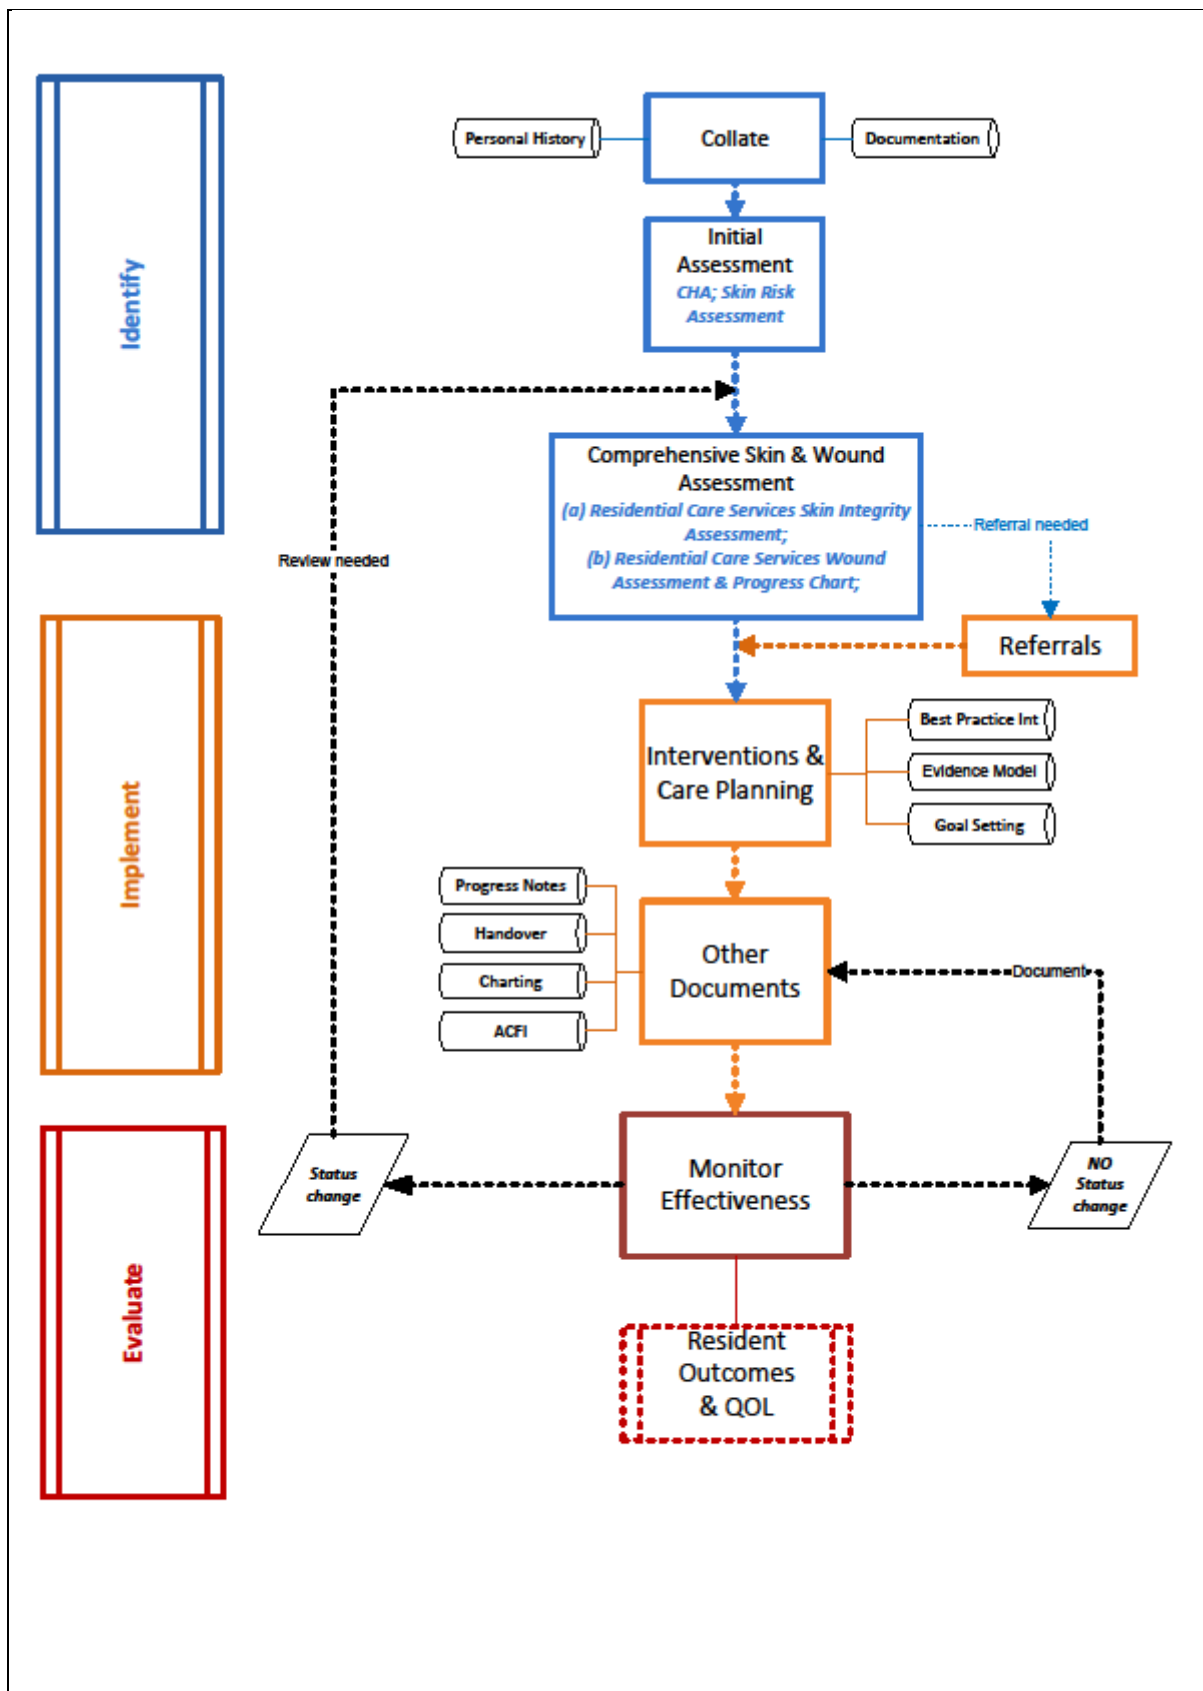 Identify
Personal History
Collate
Documentation
Initial
Assessment
CHA; Skin Risk
Assessment
Comprehensive Skin & Wound
Assessment
(a) Residential Care Services Skin Integrity
Assessment;
(b) Residential Care Services Wound
Assessment & Progress Chart;
Referral needed
Review needed
Referrals
Implement
Interventions &
Care Planning
Best Practice Int
Evidence Model
Goal Setting
Progress Notes
Handover
Charting
ACFI
Other
Documents
Document
Evaluate
Status
change
Monitor
Effectiveness
NO
Status
change
Resident
Outcomes
& QOL